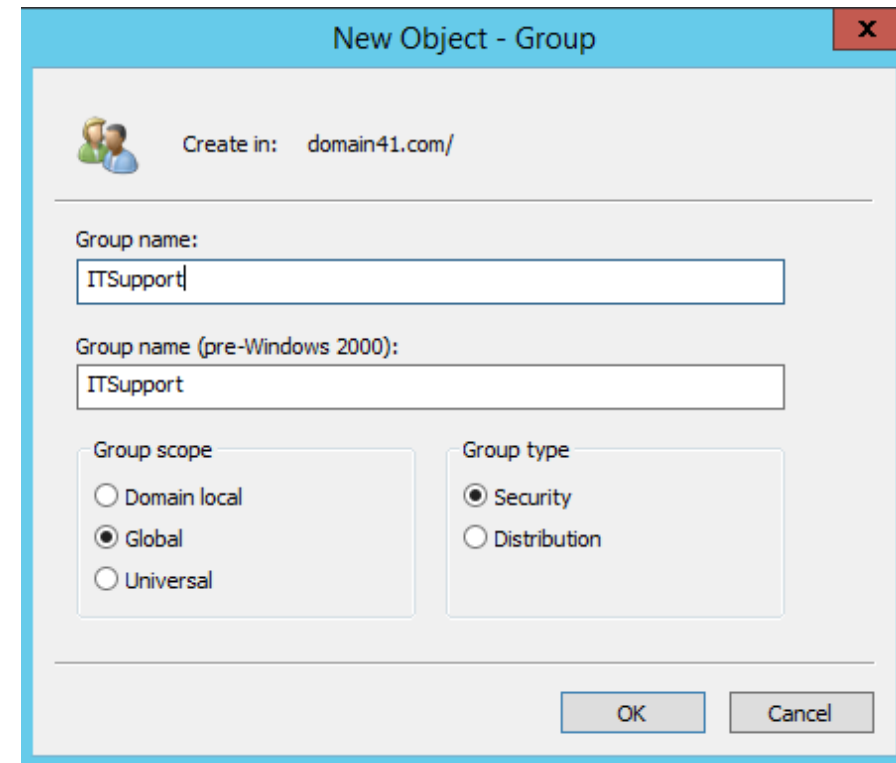 New Object - Group
x
Create in: domain41.com/
Group name:
ITSupport
Group name (pre-Windows 2000):
ITSupport
Group scope
Domain local
Global
Universal
Group type
Security
Distribution
OK
Cancel